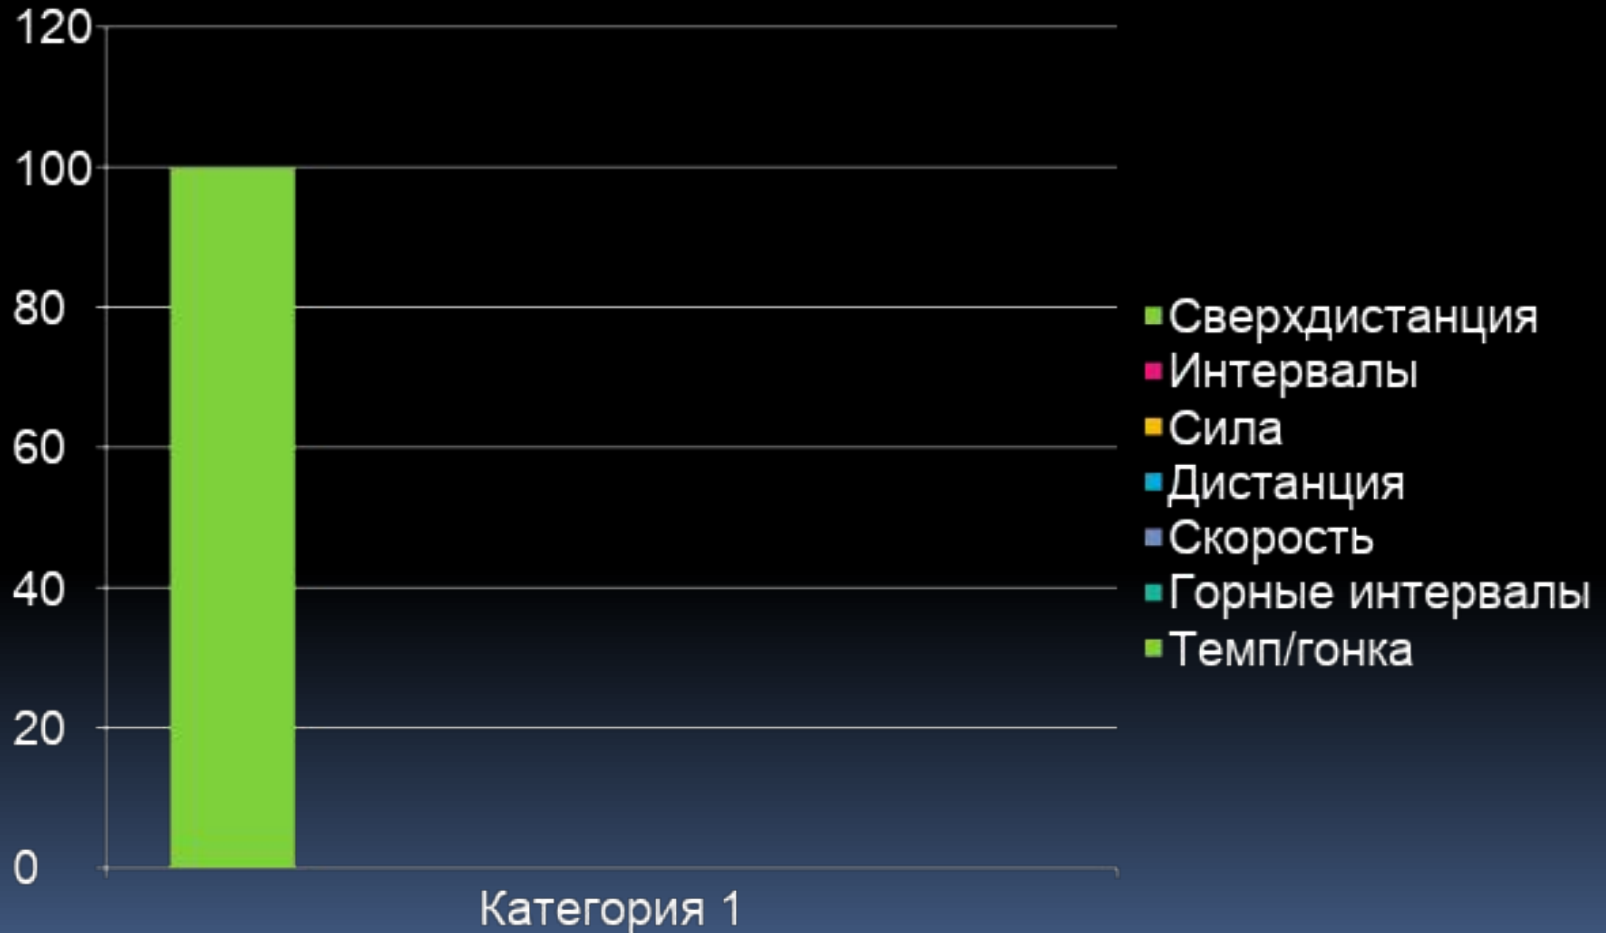 120
100
80
60
40
20
0
Категория 1
Сверхдистанция
Интервалы
Сила
Дистанция
Скорость
Горные интервалы
Темп/гонка